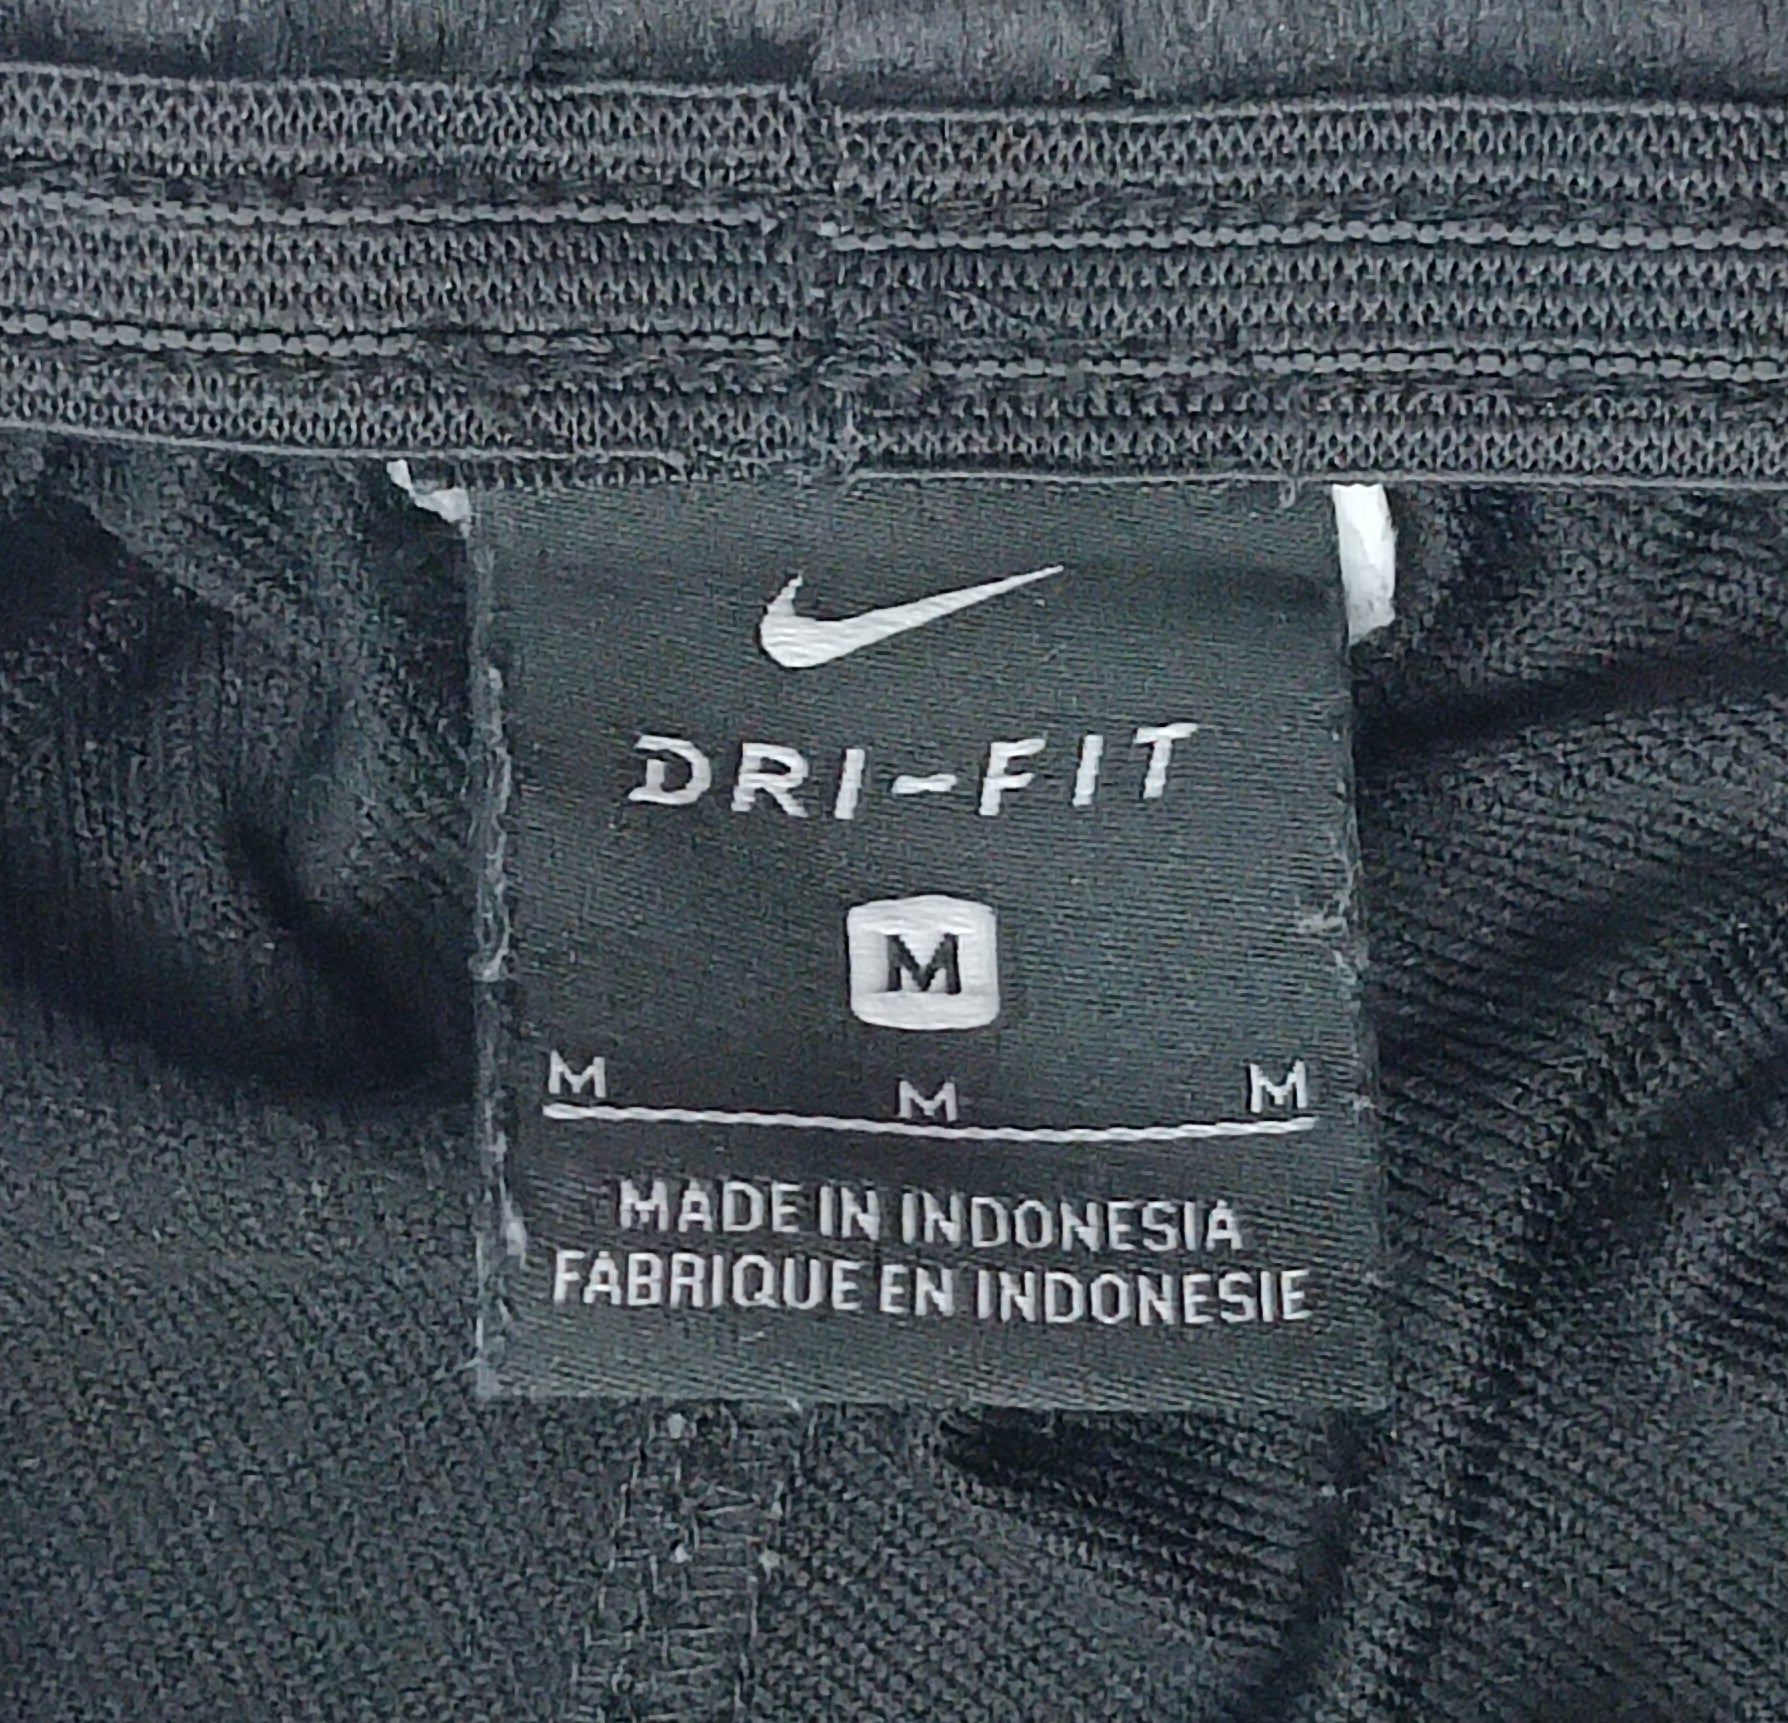 DRI-FIT
M
M M M
MADE IN INDONESIA
FABRIQUE EN INDONESIE